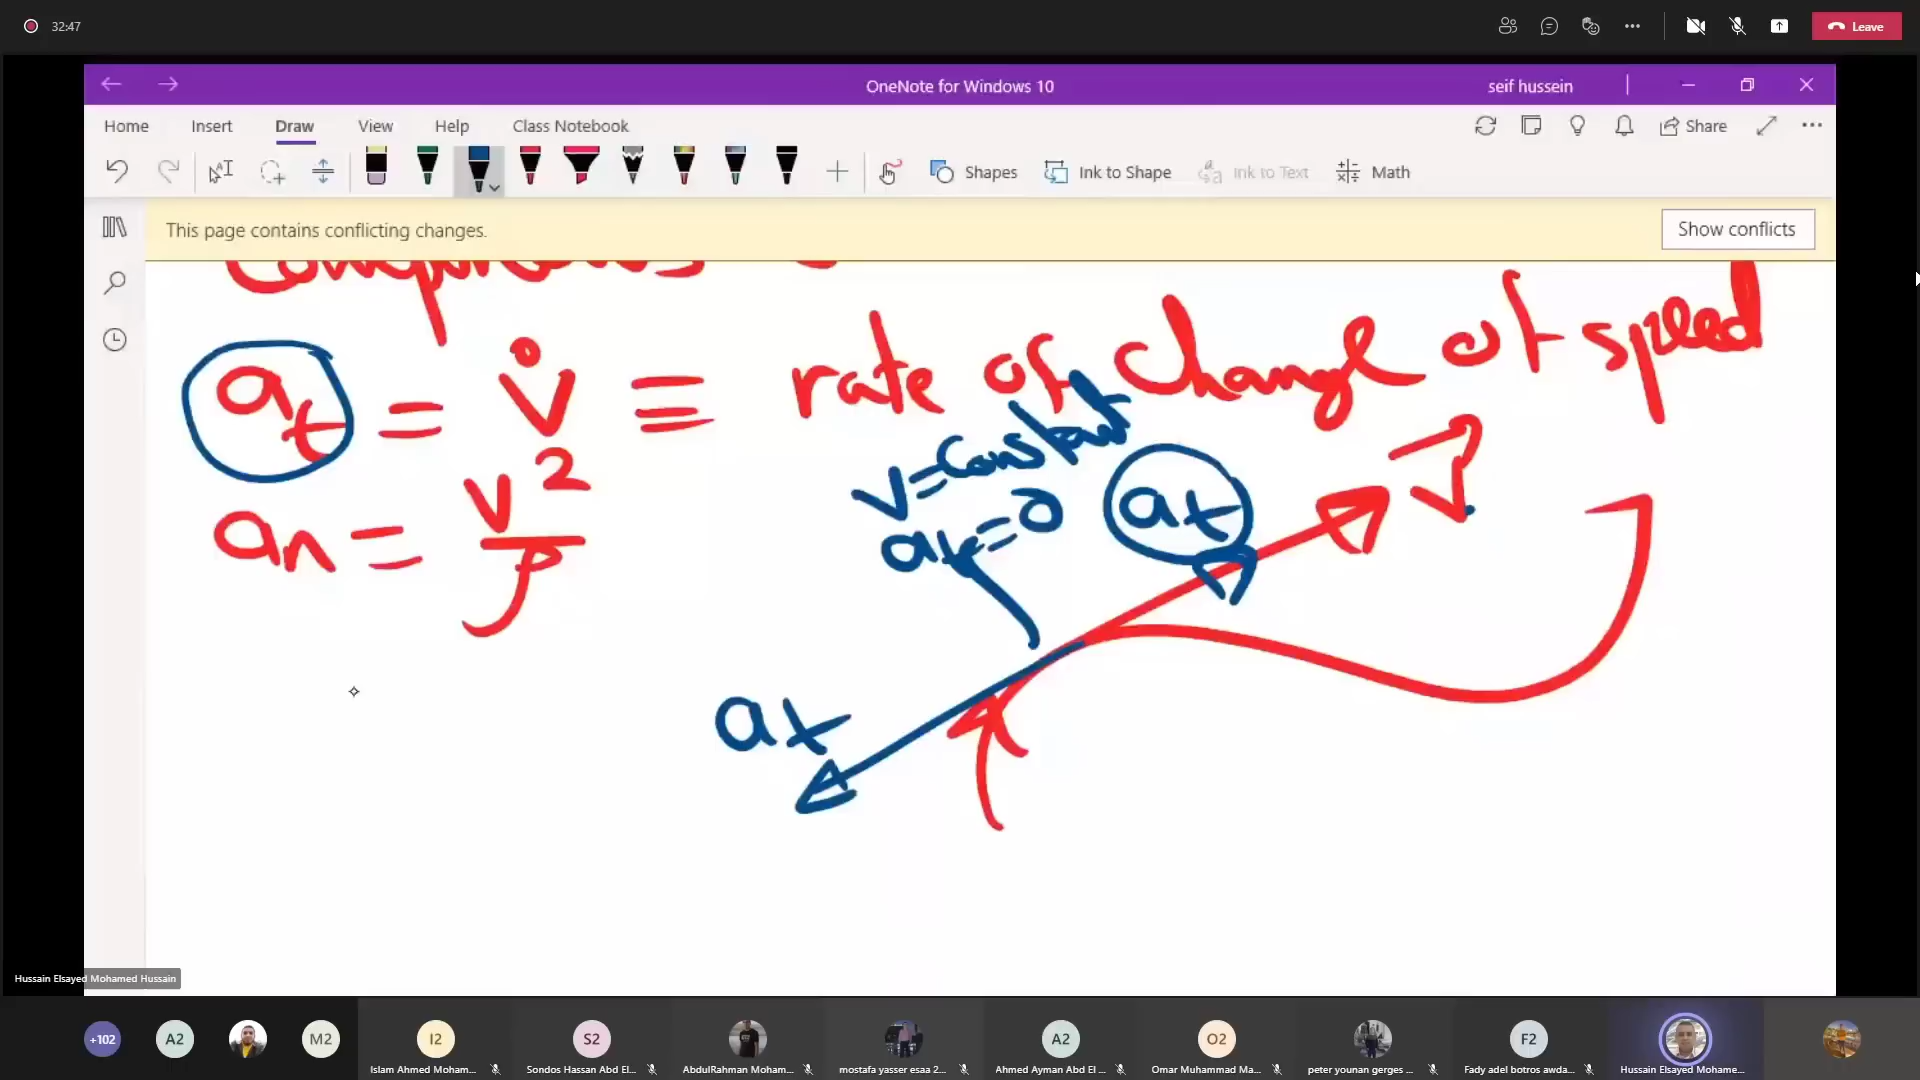 32:47
Leave
OneNote for Windows 10
seif hussein
Home Insert Draw View Help Class Notebook
Share
Shapes Ink to Shape Ink to Text Math
This page contains conflicting changes.
Show conflicts
at = v̇ ≡ rate of change of speed
an = v²/ρ
v=Constant
at=0
at
v⃗
at
Hussain Elsayed Mohamed Hussain
+102
A2
M2
I2
S2
A2
O2
F2
Islam Ahmed Moham...
Sondos Hassan Abd El...
AbdulRahman Moham...
mostafa yasser esaa 2...
Ahmed Ayman Abd El ...
Omar Muhammad Ma...
peter younan gerges ...
Fady adel botros awda...
Hussain Elsayed Mohame...